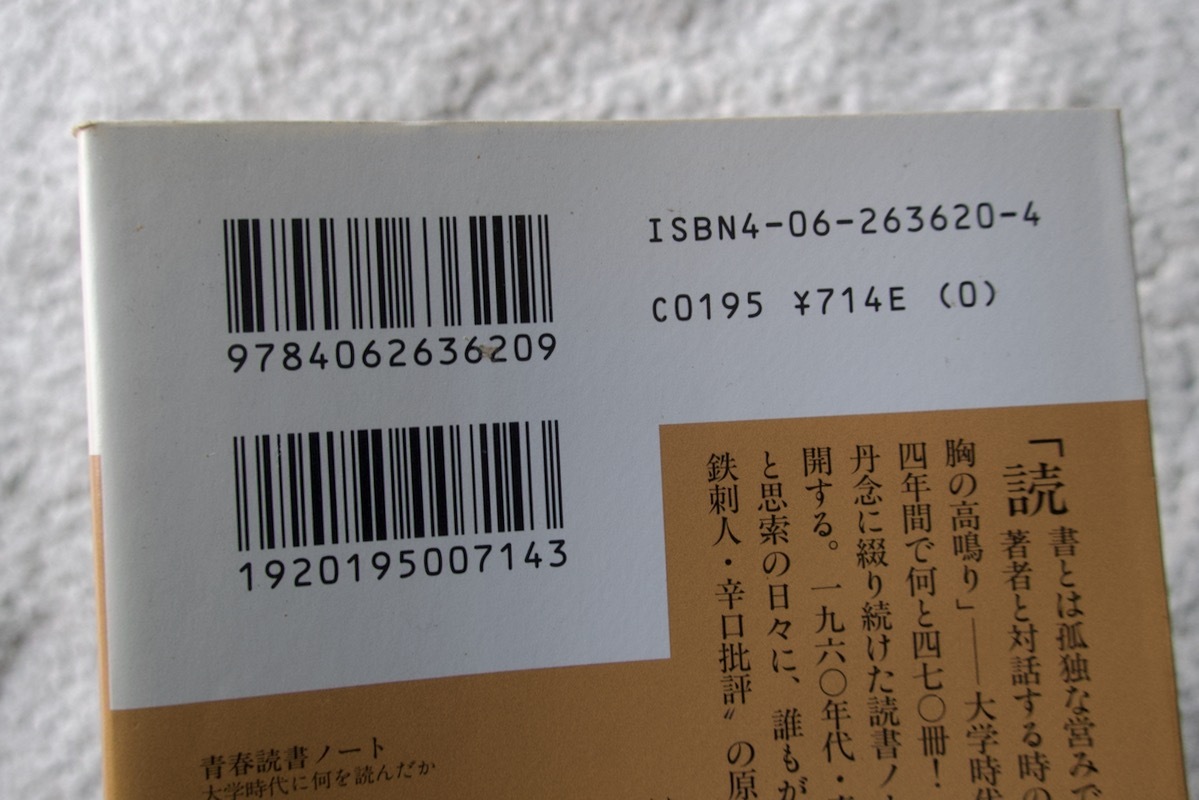 9784062636209
ISBN4-06-263620-4
C0195 ¥714E (0)
1920195007143
「読書とは孤独な営みで
著者と対話する時の
胸の高鳴り」――大学時代
四年間で何と四七〇冊！
丹念に綴り続けた読書ノ
開する。一九六〇年代・
と思索の日々に、誰もが
鉄刺人・辛口批評〟の原
青春読書ノート
大学時代に何を読んだか